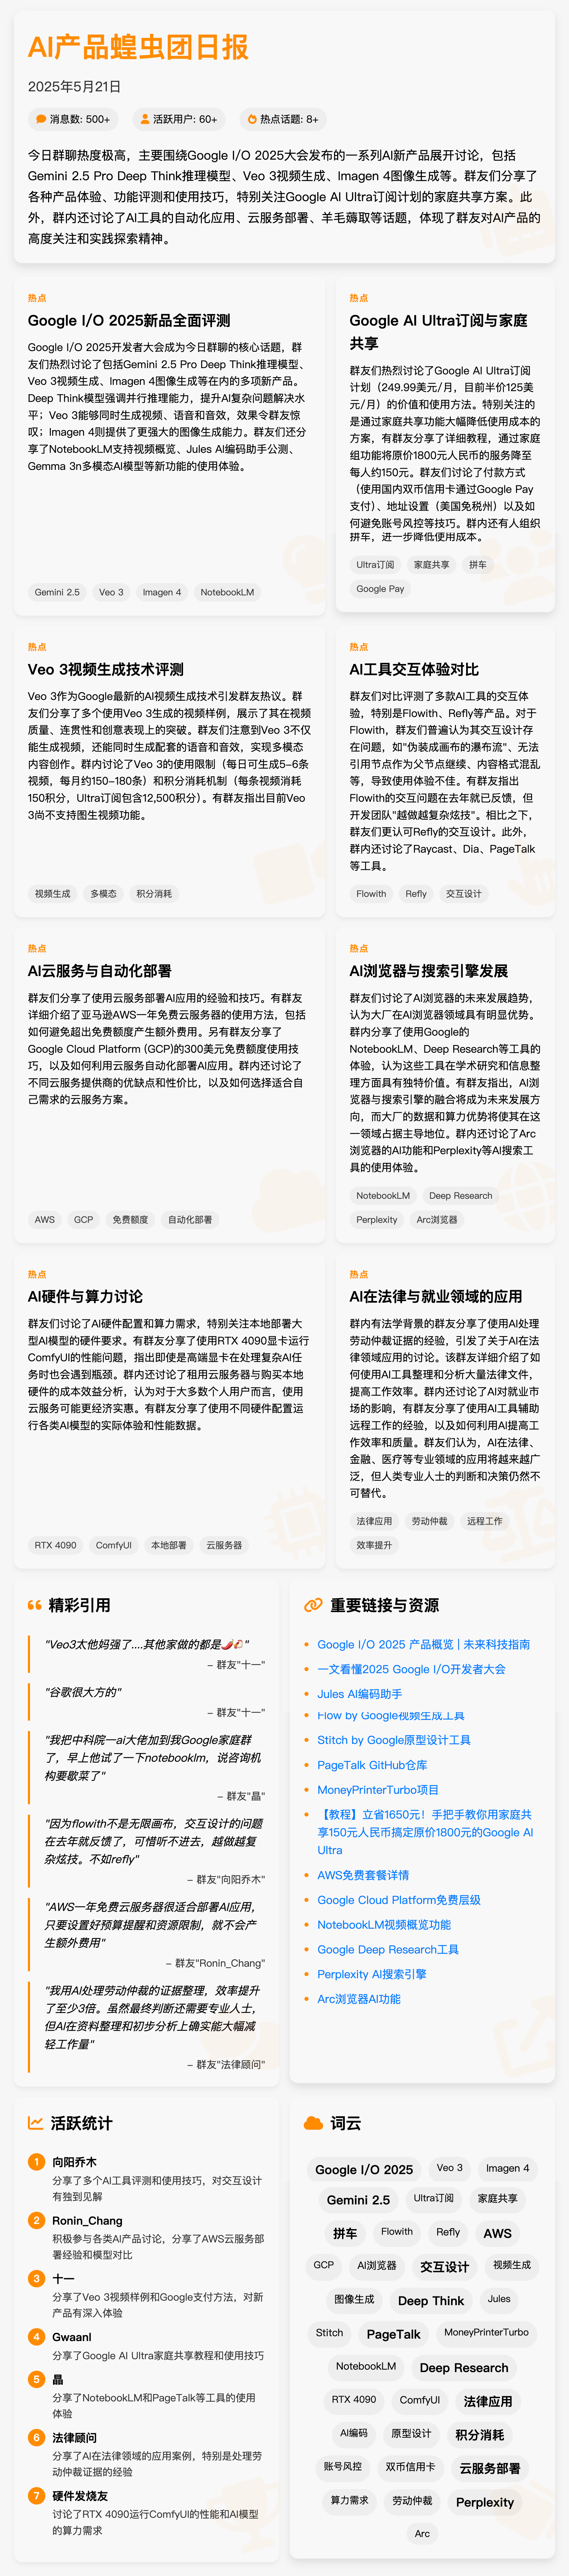 AI产品蝗虫团日报
2025年5月21日
消息数: 500+
活跃用户: 60+
热点话题: 8+
今日群聊热度极高，主要围绕Google I/O 2025大会发布的一系列AI新产品展开讨论，包括
Gemini 2.5 Pro Deep Think推理模型、Veo 3视频生成、Imagen 4图像生成等。群友们分享了
各种产品体验、功能评测和使用技巧，特别关注Google AI Ultra订阅计划的家庭共享方案。此
外，群内还讨论了AI工具的自动化应用、云服务部署、羊毛薅取等话题，体现了群友对AI产品的
高度关注和实践探索精神。
热点
Google I/O 2025新品全面评测
Google I/O 2025开发者大会成为今日群聊的核心话题，群
友们热烈讨论了包括Gemini 2.5 Pro Deep Think推理模型、
Veo 3视频生成、Imagen 4图像生成等在内的多项新产品。
Deep Think模型强调并行推理能力，提升AI复杂问题解决水
平；Veo 3能够同时生成视频、语音和音效，效果令群友惊
叹；Imagen 4则提供了更强大的图像生成能力。群友们还分
享了NotebookLM支持视频概览、Jules AI编码助手公测、
Gemma 3n多模态AI模型等新功能的使用体验。
Gemini 2.5
Veo 3
Imagen 4
NotebookLM
热点
Google AI Ultra订阅与家庭
共享
群友们热烈讨论了Google AI Ultra订阅
计划（249.99美元/月，目前半价125美
元/月）的价值和使用方法。特别关注的
是通过家庭共享功能大幅降低使用成本的
方案，有群友分享了详细教程，通过家庭
组功能将原价1800元人民币的服务降至
每人约150元。群友们讨论了付款方式
（使用国内双币信用卡通过Google Pay
支付）、地址设置（美国免税州）以及如
何避免账号风控等技巧。群内还有人组织
拼车，进一步降低使用成本。
Ultra订阅
家庭共享
拼车
Google Pay
热点
Veo 3视频生成技术评测
Veo 3作为Google最新的AI视频生成技术引发群友热议。群
友们分享了多个使用Veo 3生成的视频样例，展示了其在视频
质量、连贯性和创意表现上的突破。群友们注意到Veo 3不仅
能生成视频，还能同时生成配套的语音和音效，实现多模态
内容创作。群内讨论了Veo 3的使用限制（每日可生成5-6条
视频，每月约150-180条）和积分消耗机制（每条视频消耗
150积分，Ultra订阅包含12,500积分）。有群友指出目前Veo
3尚不支持图生视频功能。
视频生成
多模态
积分消耗
热点
AI工具交互体验对比
群友们对比评测了多款AI工具的交互体
验，特别是Flowith、Refly等产品。对于
Flowith，群友们普遍认为其交互设计存
在问题，如"伪装成画布的瀑布流"、无法
引用节点作为父节点继续、内容格式混乱
等，导致使用体验不佳。有群友指出
Flowith的交互问题在去年就已反馈，但
开发团队"越做越复杂炫技"。相比之下，
群友们更认可Refly的交互设计。此外，
群内还讨论了Raycast、Dia、PageTalk
等工具。
Flowith
Refly
交互设计
热点
AI云服务与自动化部署
群友们分享了使用云服务部署AI应用的经验和技巧。有群友
详细介绍了亚马逊AWS一年免费云服务器的使用方法，包括
如何避免超出免费额度产生额外费用。另有群友分享了
Google Cloud Platform (GCP)的300美元免费额度使用技
巧，以及如何利用云服务自动化部署AI应用。群内还讨论了
不同云服务提供商的优缺点和性价比，以及如何选择适合自
己需求的云服务方案。
AWS
GCP
免费额度
自动化部署
热点
AI浏览器与搜索引擎发展
群友们讨论了AI浏览器的未来发展趋势，
认为大厂在AI浏览器领域具有明显优势。
群内分享了使用Google的
NotebookLM、Deep Research等工具的
体验，认为这些工具在学术研究和信息整
理方面具有独特价值。有群友指出，AI浏
览器与搜索引擎的融合将成为未来发展方
向，而大厂的数据和算力优势将使其在这
一领域占据主导地位。群内还讨论了Arc
浏览器的AI功能和Perplexity等AI搜索工
具的使用体验。
NotebookLM
Deep Research
Perplexity
Arc浏览器
热点
AI硬件与算力讨论
群友们讨论了AI硬件配置和算力需求，特别关注本地部署大
型AI模型的硬件要求。有群友分享了使用RTX 4090显卡运行
ComfyUI的性能问题，指出即使是高端显卡在处理复杂AI任
务时也会遇到瓶颈。群内还讨论了租用云服务器与购买本地
硬件的成本效益分析，认为对于大多数个人用户而言，使用
云服务可能更经济实惠。有群友分享了使用不同硬件配置运
行各类AI模型的实际体验和性能数据。
RTX 4090
ComfyUI
本地部署
云服务器
热点
AI在法律与就业领域的应用
群内有法学背景的群友分享了使用AI处理
劳动仲裁证据的经验，引发了关于AI在法
律领域应用的讨论。该群友详细介绍了如
何使用AI工具整理和分析大量法律文件，
提高工作效率。群内还讨论了AI对就业市
场的影响，有群友分享了使用AI工具辅助
远程工作的经验，以及如何利用AI提高工
作效率和质量。群友们认为，AI在法律、
金融、医疗等专业领域的应用将越来越广
泛，但人类专业人士的判断和决策仍然不
可替代。
法律应用
劳动仲裁
远程工作
效率提升
精彩引用
"Veo3太他妈强了....其他家做的都是🌶️🐔"
– 群友"十一"
"谷歌很大方的"
– 群友"十一"
"我把中科院一ai大佬加到我Google家庭群
了，早上他试了一下notebooklm，说咨询机
构要歇菜了"
– 群友"晶"
"因为flowith不是无限画布，交互设计的问题
在去年就反馈了，可惜听不进去，越做越复
杂炫技。不如refly"
– 群友"向阳乔木"
"AWS一年免费云服务器很适合部署AI应用，
只要设置好预算提醒和资源限制，就不会产
生额外费用"
– 群友"Ronin_Chang"
"我用AI处理劳动仲裁的证据整理，效率提升
了至少3倍。虽然最终判断还需要专业人士，
但AI在资料整理和初步分析上确实能大幅减
轻工作量"
– 群友"法律顾问"
重要链接与资源
Google I/O 2025 产品概览 | 未来科技指南
一文看懂2025 Google I/O开发者大会
Jules AI编码助手
Flow by Google视频生成工具
Stitch by Google原型设计工具
PageTalk GitHub仓库
MoneyPrinterTurbo项目
【教程】立省1650元！手把手教你用家庭共
享150元人民币搞定原价1800元的Google AI
Ultra
AWS免费套餐详情
Google Cloud Platform免费层级
NotebookLM视频概览功能
Google Deep Research工具
Perplexity AI搜索引擎
Arc浏览器AI功能
活跃统计
1 向阳乔木
分享了多个AI工具评测和使用技巧，对交互设计
有独到见解
2 Ronin_Chang
积极参与各类AI产品讨论，分享了AWS云服务部
署经验和模型对比
3 十一
分享了Veo 3视频样例和Google支付方法，对新
产品有深入体验
4 Gwaanl
分享了Google AI Ultra家庭共享教程和使用技巧
5 晶
分享了NotebookLM和PageTalk等工具的使用
体验
6 法律顾问
分享了AI在法律领域的应用案例，特别是处理劳
动仲裁证据的经验
7 硬件发烧友
讨论了RTX 4090运行ComfyUI的性能和AI模型
的算力需求
词云
Google I/O 2025
Veo 3
Imagen 4
Gemini 2.5
Ultra订阅
家庭共享
拼车
Flowith
Refly
AWS
GCP
AI浏览器
交互设计
视频生成
图像生成
Deep Think
Jules
Stitch
PageTalk
MoneyPrinterTurbo
NotebookLM
Deep Research
RTX 4090
ComfyUI
法律应用
AI编码
原型设计
积分消耗
账号风控
双币信用卡
云服务部署
算力需求
劳动仲裁
Perplexity
Arc